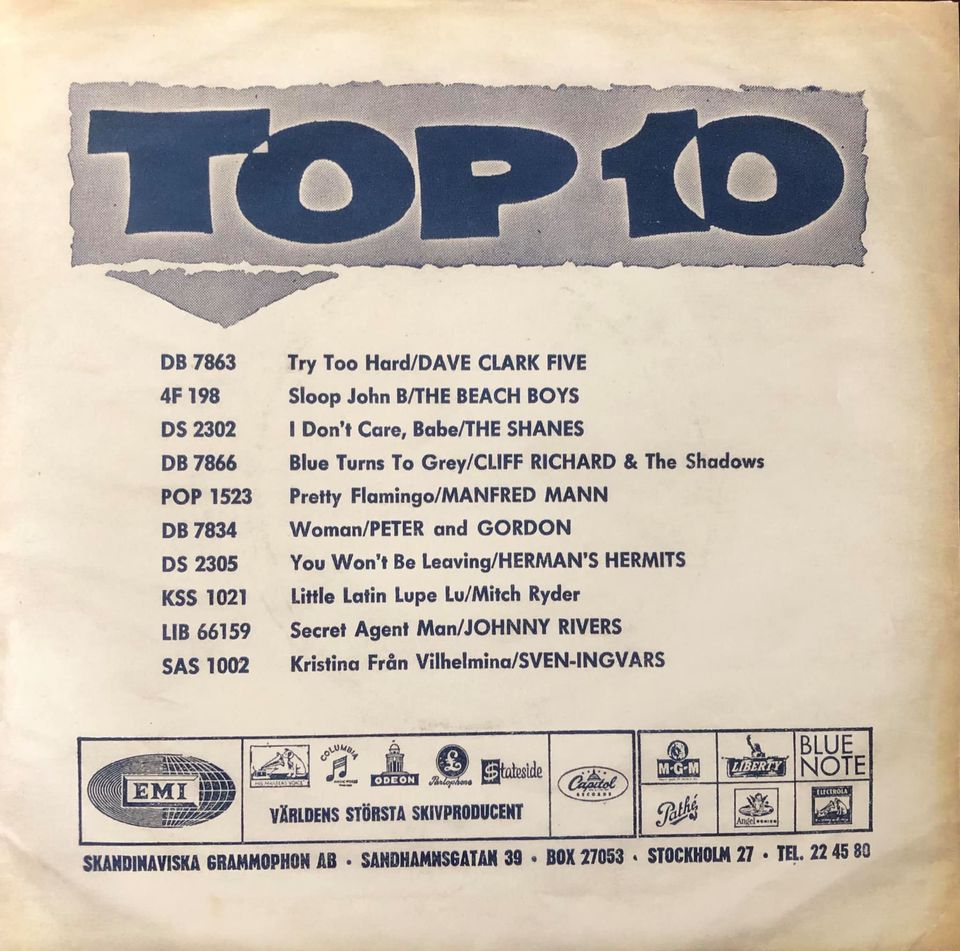 TOP 10
DB 7863 Try Too Hard/DAVE CLARK FIVE
4F 198 Sloop John B/THE BEACH BOYS
DS 2302 I Don't Care, Babe/THE SHANES
DB 7866 Blue Turns To Grey/CLIFF RICHARD & The Shadows
POP 1523 Pretty Flamingo/MANFRED MANN
DB 7834 Woman/PETER and GORDON
DS 2305 You Won't Be Leaving/HERMAN'S HERMITS
KSS 1021 Little Latin Lupe Lu/Mitch Ryder
LIB 66159 Secret Agent Man/JOHNNY RIVERS
SAS 1002 Kristina Från Vilhelmina/SVEN-INGVARS
EMI
"HIS MASTER'S VOICE"
COLUMBIA
ODEON
Parlophone
Stateside
Capitol
RECORDS
M-G-M
LIBERTY
BLUE NOTE
Pathé
Angel
ELECTROLA
VÄRLDENS STÖRSTA SKIVPRODUCENT
SKANDINAVISKA GRAMMOPHON AB • SANDHAMNSGATAN 39 • BOX 27053 • STOCKHOLM 27 • TEL. 22 45 80